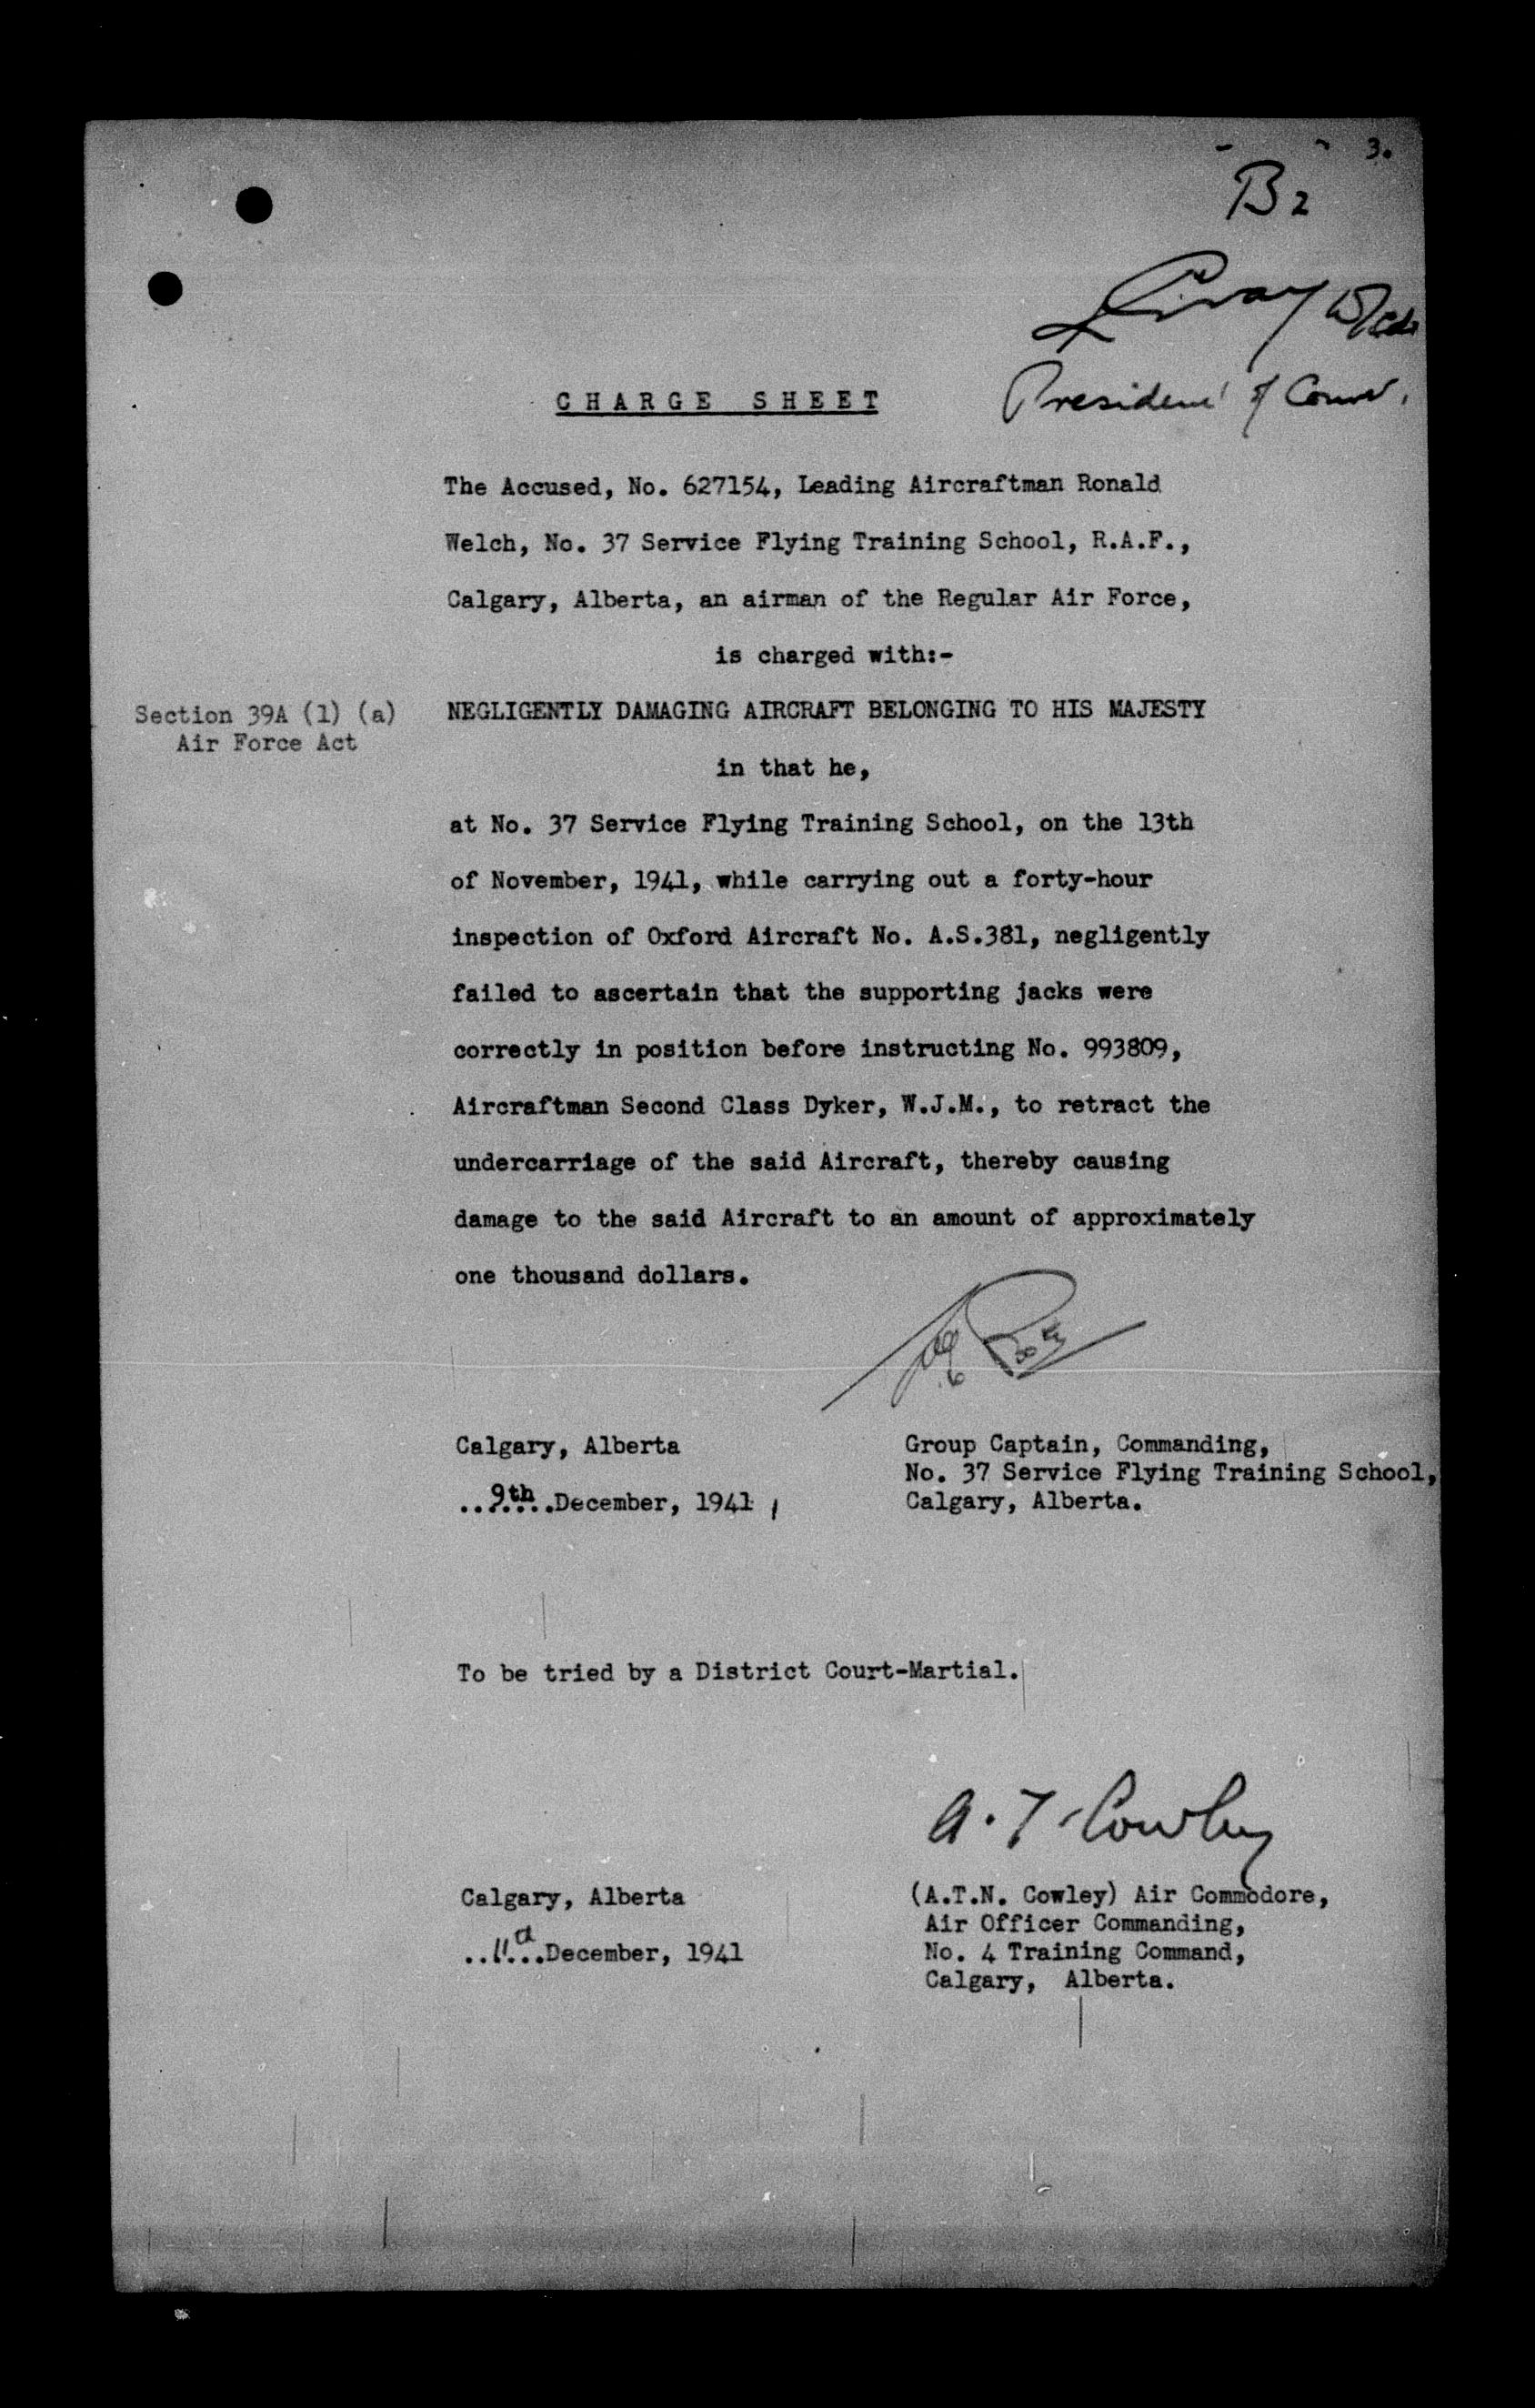 3.
B2
President of Court.
CHARGE SHEET
The Accused, No. 627154, Leading Aircraftman Ronald
Welch, No. 37 Service Flying Training School, R.A.F.,
Calgary, Alberta, an airman of the Regular Air Force,
is charged with:-
Section 39A (1) (a)
Air Force Act
NEGLIGENTLY DAMAGING AIRCRAFT BELONGING TO HIS MAJESTY
in that he,
at No. 37 Service Flying Training School, on the 13th
of November, 1941, while carrying out a forty-hour
inspection of Oxford Aircraft No. A.S.381, negligently
failed to ascertain that the supporting jacks were
correctly in position before instructing No. 993809,
Aircraftman Second Class Dyker, W.J.M., to retract the
undercarriage of the said Aircraft, thereby causing
damage to the said Aircraft to an amount of approximately
one thousand dollars.
Calgary, Alberta
..9th..December, 1941
Group Captain, Commanding,
No. 37 Service Flying Training School,
Calgary, Alberta.
To be tried by a District Court-Martial.
A. T. Cowley
Calgary, Alberta
..11th..December, 1941
(A.T.N. Cowley) Air Commodore,
Air Officer Commanding,
No. 4 Training Command,
Calgary, Alberta.